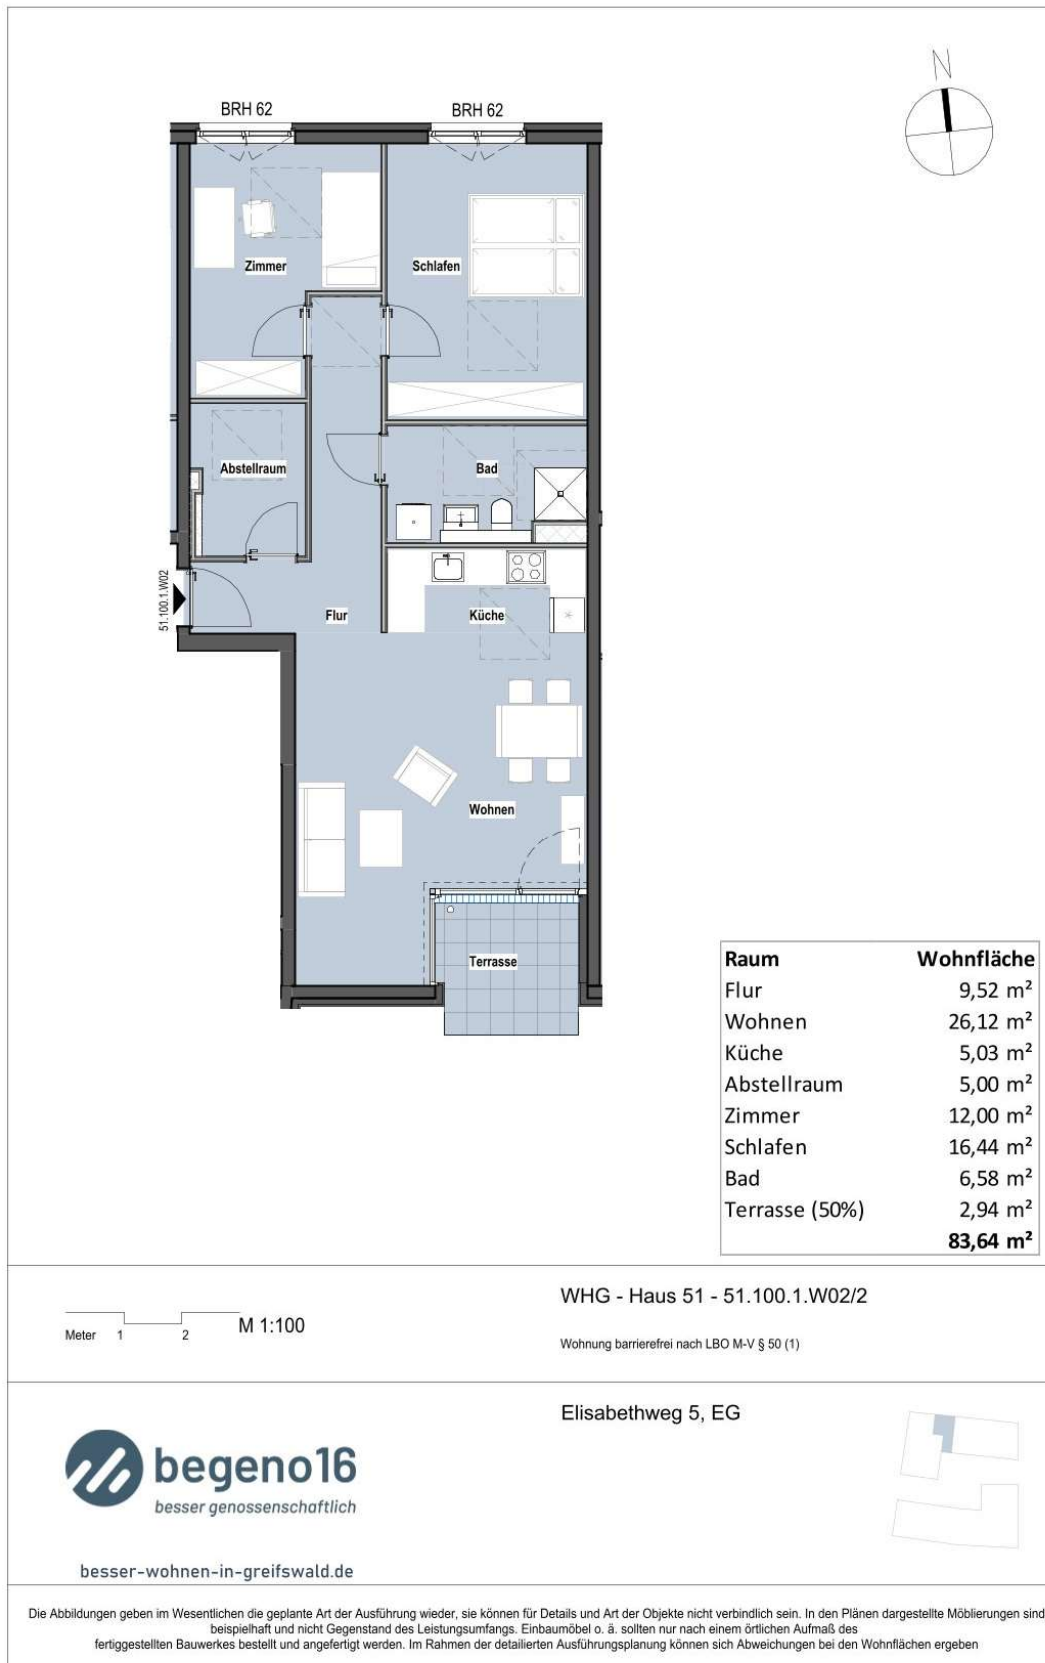 N
BRH 62 BRH 62
Zimmer
Schlafen
Abstellraum
Bad
51.100.1.W02
Flur
Küche
Wohnen
Terrasse
Raum Wohnfläche
Flur 9,52 m²
Wohnen 26,12 m²
Küche 5,03 m²
Abstellraum 5,00 m²
Zimmer 12,00 m²
Schlafen 16,44 m²
Bad 6,58 m²
Terrasse (50%) 2,94 m²
83,64 m²
Meter 1 2 M 1:100
WHG - Haus 51 - 51.100.1.W02/2
Wohnung barrierefrei nach LBO M-V § 50 (1)
Elisabethweg 5, EG
begeno16
besser genossenschaftlich
besser-wohnen-in-greifswald.de
Die Abbildungen geben im Wesentlichen die geplante Art der Ausführung wieder, sie können für Details und Art der Objekte nicht verbindlich sein. In den Plänen dargestellte Möblierungen sind
beispielhaft und nicht Gegenstand des Leistungsumfangs. Einbaumöbel o. ä. sollten nur nach einem örtlichen Aufmaß des
fertiggestellten Bauwerkes bestellt und angefertigt werden. Im Rahmen der detailierten Ausführungsplanung können sich Abweichungen bei den Wohnflächen ergeben